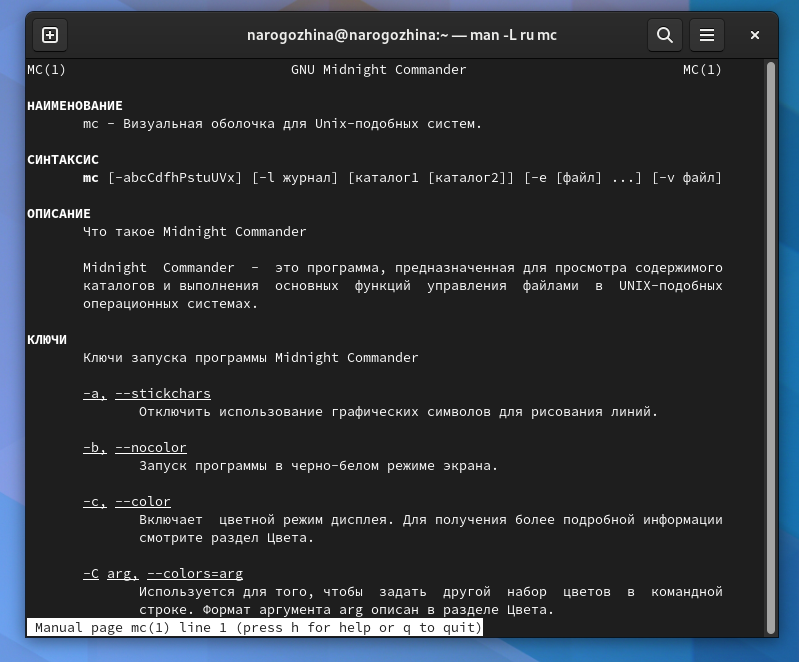 narogozhina@narogozhina:~ — man -L ru mc
MC(1) GNU Midnight Commander MC(1)
НАИМЕНОВАНИЕ
mc - Визуальная оболочка для Unix-подобных систем.
СИНТАКСИС
mc [-abcCdfhPstuUVx] [-l журнал] [каталог1 [каталог2]] [-e [файл] ...] [-v файл]
ОПИСАНИЕ
Что такое Midnight Commander
Midnight Commander - это программа, предназначенная для просмотра содержимого
каталогов и выполнения основных функций управления файлами в UNIX-подобных
операционных системах.
КЛЮЧИ
Ключи запуска программы Midnight Commander
-a, --stickchars
Отключить использование графических символов для рисования линий.
-b, --nocolor
Запуск программы в черно-белом режиме экрана.
-c, --color
Включает цветной режим дисплея. Для получения более подробной информации
смотрите раздел Цвета.
-C arg, --colors=arg
Используется для того, чтобы задать другой набор цветов в командной
строке. Формат аргумента arg описан в разделе Цвета.
Manual page mc(1) line 1 (press h for help or q to quit)